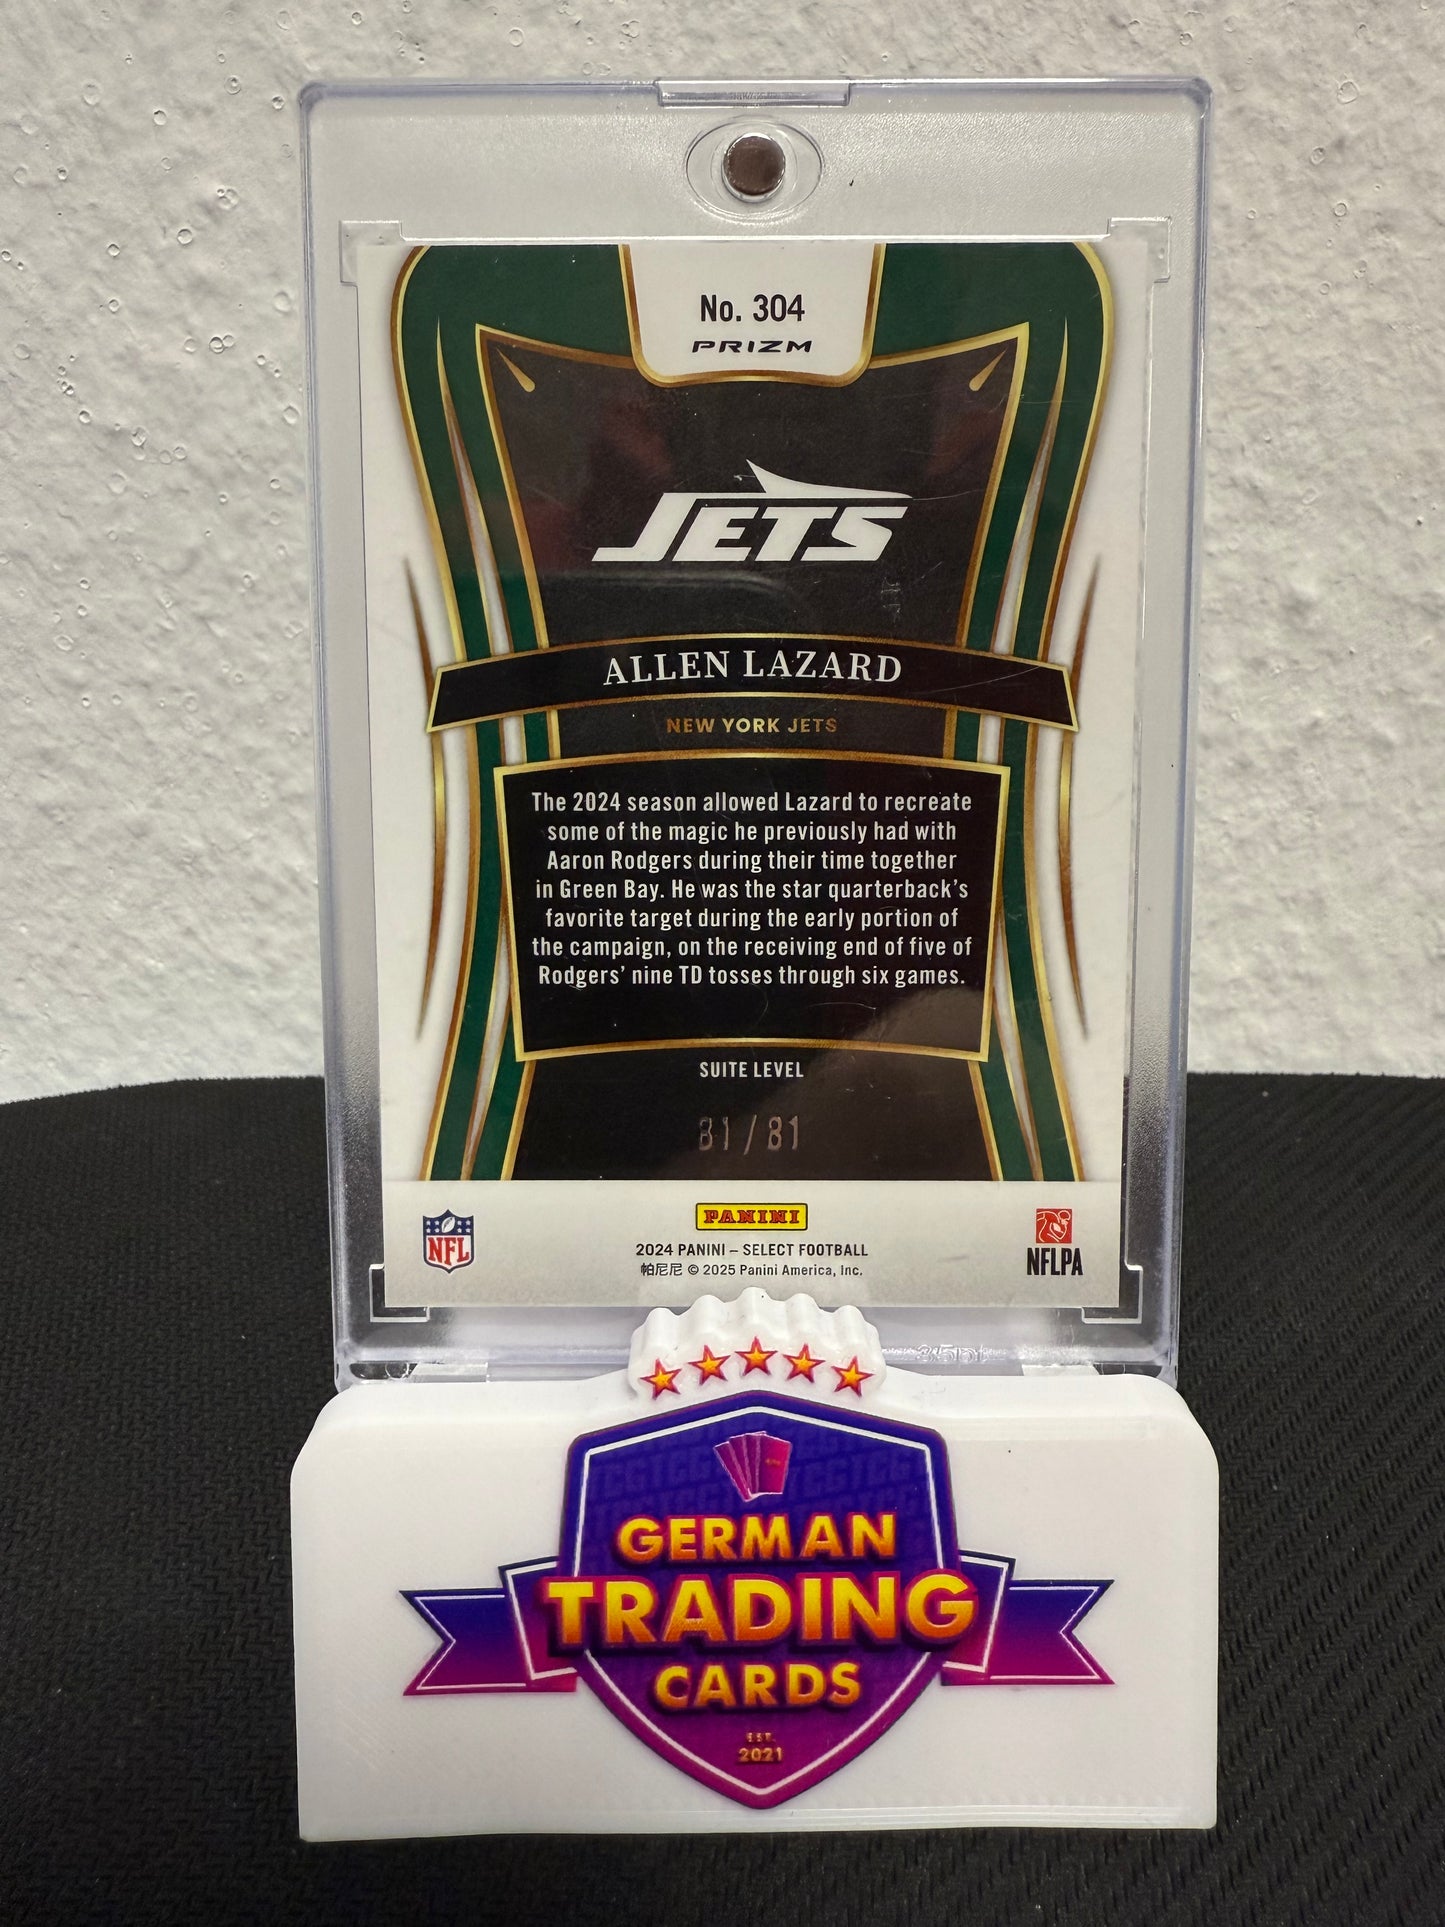 No. 304
PRIZM
JETS
ALLEN LAZARD
NEW YORK JETS
The 2024 season allowed Lazard to recreate
some of the magic he previously had with
Aaron Rodgers during their time together
in Green Bay. He was the star quarterback's
favorite target during the early portion of
the campaign, on the receiving end of five of
Rodgers' nine TD tosses through six games.
SUITE LEVEL
81/81
NFL
PANINI
2024 PANINI – SELECT FOOTBALL
帕尼尼 © 2025 Panini America, Inc.
NFLPA
35pt
GERMAN
TRADING
CARDS
EST.
2021